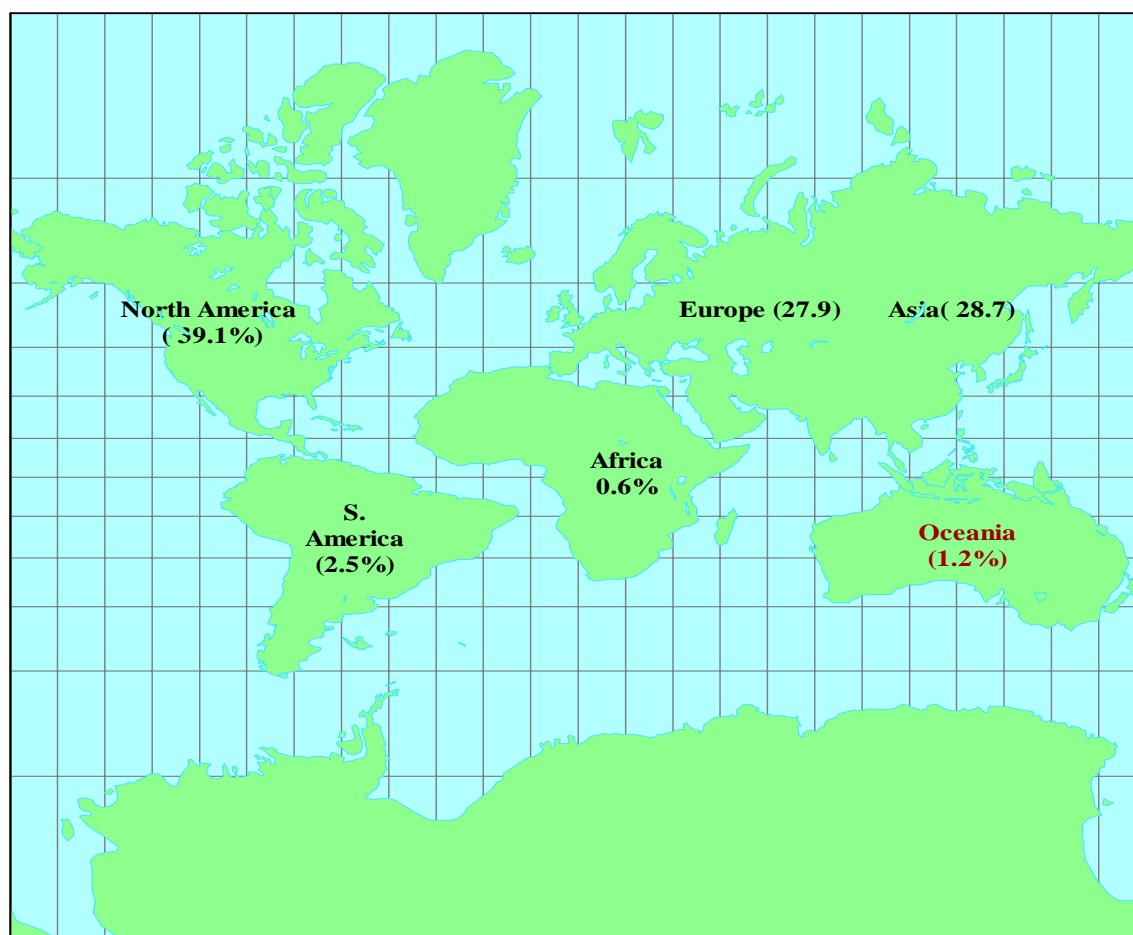 North America
( 39.1%)
Europe (27.9)
Asia( 28.7)
Africa
0.6%
S.
America
(2.5%)
Oceania
(1.2%)